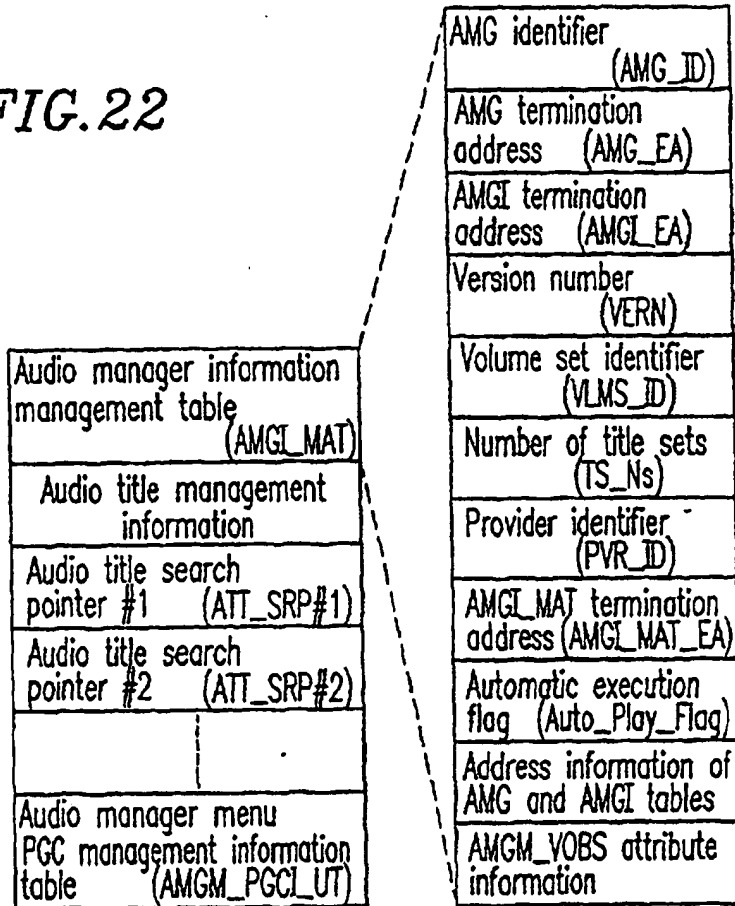 FIG.22
Audio manager information
management table
(AMGI_MAT)
Audio title management
information
Audio title search
pointer #1 (ATT_SRP#1)
Audio title search
pointer #2 (ATT_SRP#2)
Audio manager menu
PGC management information
table (AMGM_PGCI_UT)
AMG identifier
(AMG_ID)
AMG termination
address (AMG_EA)
AMGI termination
address (AMGI_EA)
Version number
(VERN)
Volume set identifier
(VLMS_ID)
Number of title sets
(TS_Ns)
Provider identifier
(PVR_ID)
AMGI_MAT termination
address (AMGI_MAT_EA)
Automatic execution
flag (Auto_Play_Flag)
Address information of
AMG and AMGI tables
AMGM_VOBS attribute
information